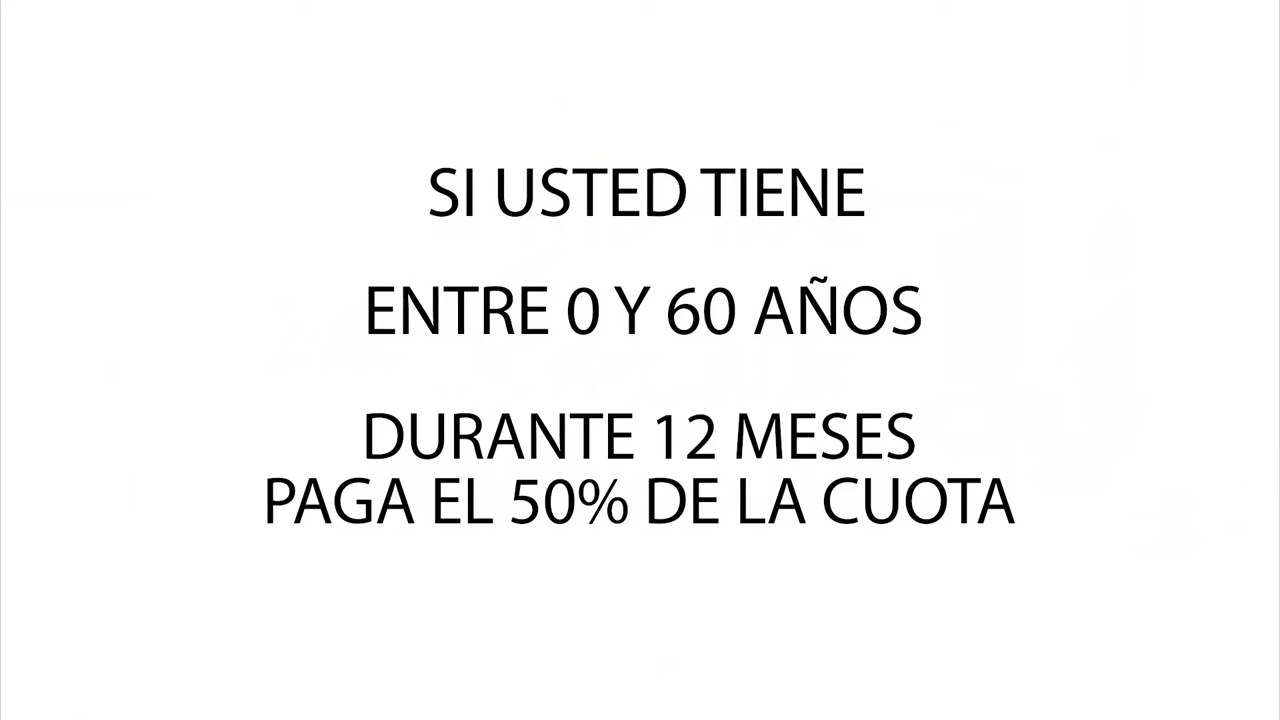 SI USTED TIENE
ENTRE 0 Y 60 AÑOS
DURANTE 12 MESES
PAGA EL 50% DE LA CUOTA